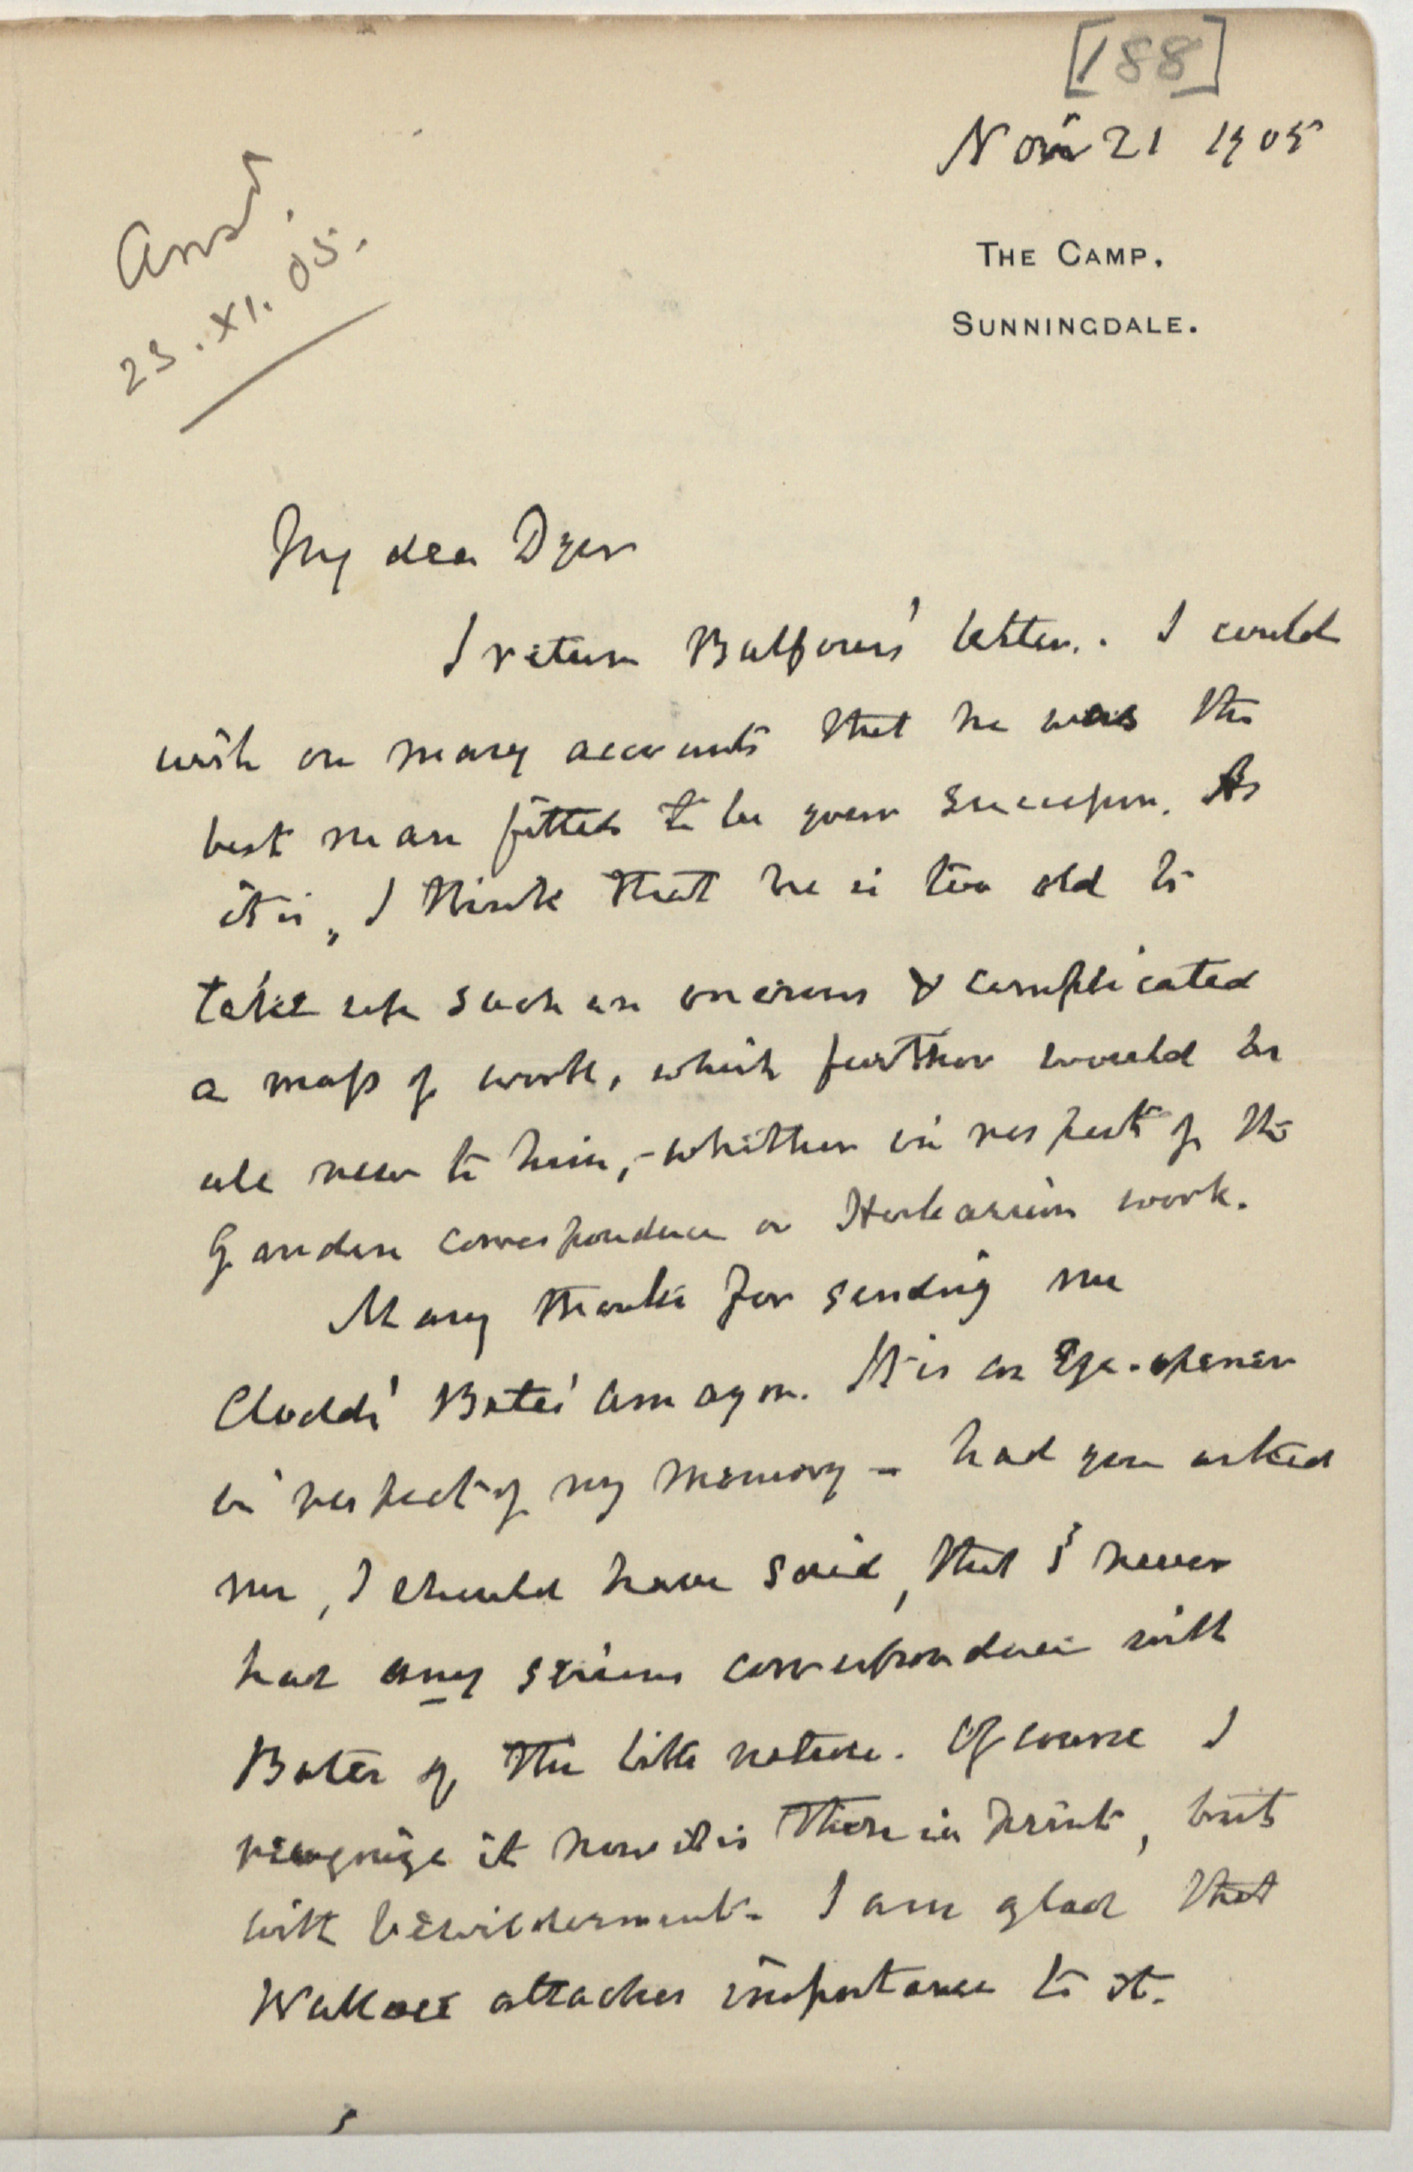 [188]
Nov 21 1905
Ansd.
23.XI.05.
THE CAMP.
SUNNINGDALE.
My dear Dyer
I return Balfours' letter. I could
wish on many accounts that he was the
best man fitted to be your successor. As
it is, I think that he is too old to
take up such an onerous & complicated
a mass of work, which further would be
all new to him, - whether in respect of the
Garden correspondence or Herbarium work.
Many thanks for sending me
Clodds' Bates' . It is an Eye-opener
in respect of my memory - had you asked
me, I should have said, that I never
had any serious correspondence with
Bates of the like nature. Of course I
recognize it now it is there in print, but
with bewilderment. I am glad that
Wallace attaches importance to it.